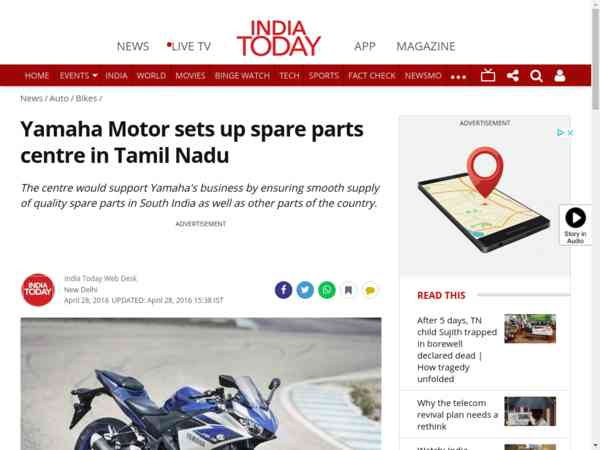 NEWS
LIVE TV
INDIA
TODAY
APP
MAGAZINE
HOME EVENTS INDIA WORLD MOVIES BINGE WATCH TECH SPORTS FACT CHECK NEWSMO
News / Auto / Bikes /
Yamaha Motor sets up spare parts
centre in Tamil Nadu
The centre would support Yamaha's business by ensuring smooth supply
of quality spare parts in South India as well as other parts of the country.
ADVERTISEMENT
INDIA
TODAY
India Today Web Desk
New Delhi
April 28, 2016 UPDATED: April 28, 2016 15:38 IST
YAMAHA
ADVERTISEMENT
Story in
Audio
READ THIS
After 5 days, TN
child Sujith trapped
in borewell
declared dead |
How tragedy
unfolded
Why the telecom
revival plan needs a
rethink
Watch: India